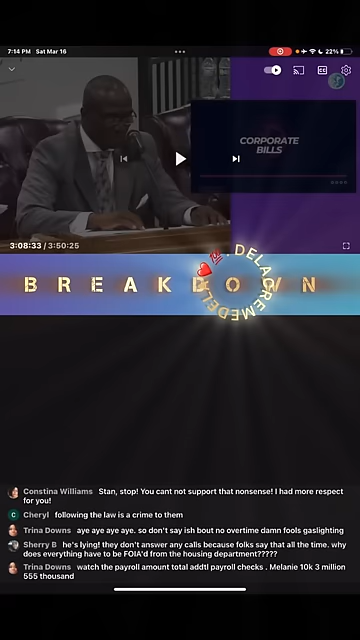 7:14 PM Sat Mar 16
22%
CORPORATE
BILLS
3:08:33 / 3:50:25
BREAKDOWN
DELACREMEDELA
Constina Williams Stan, stop! You cant not support that nonsense! I had more respect
for you!
C Cheryl following the law is a crime to them
Trina Downs aye aye aye aye. so don't say ish but no overtime damn fools gaslighting
Sherry B he's lying! they don't answer any calls because folks say that all the time. why
does everything have to be FOIA'd from the housing department?????
Trina Downs watch the payroll amount total addtl payroll checks . Melanie 10k 3 million
555 thousand